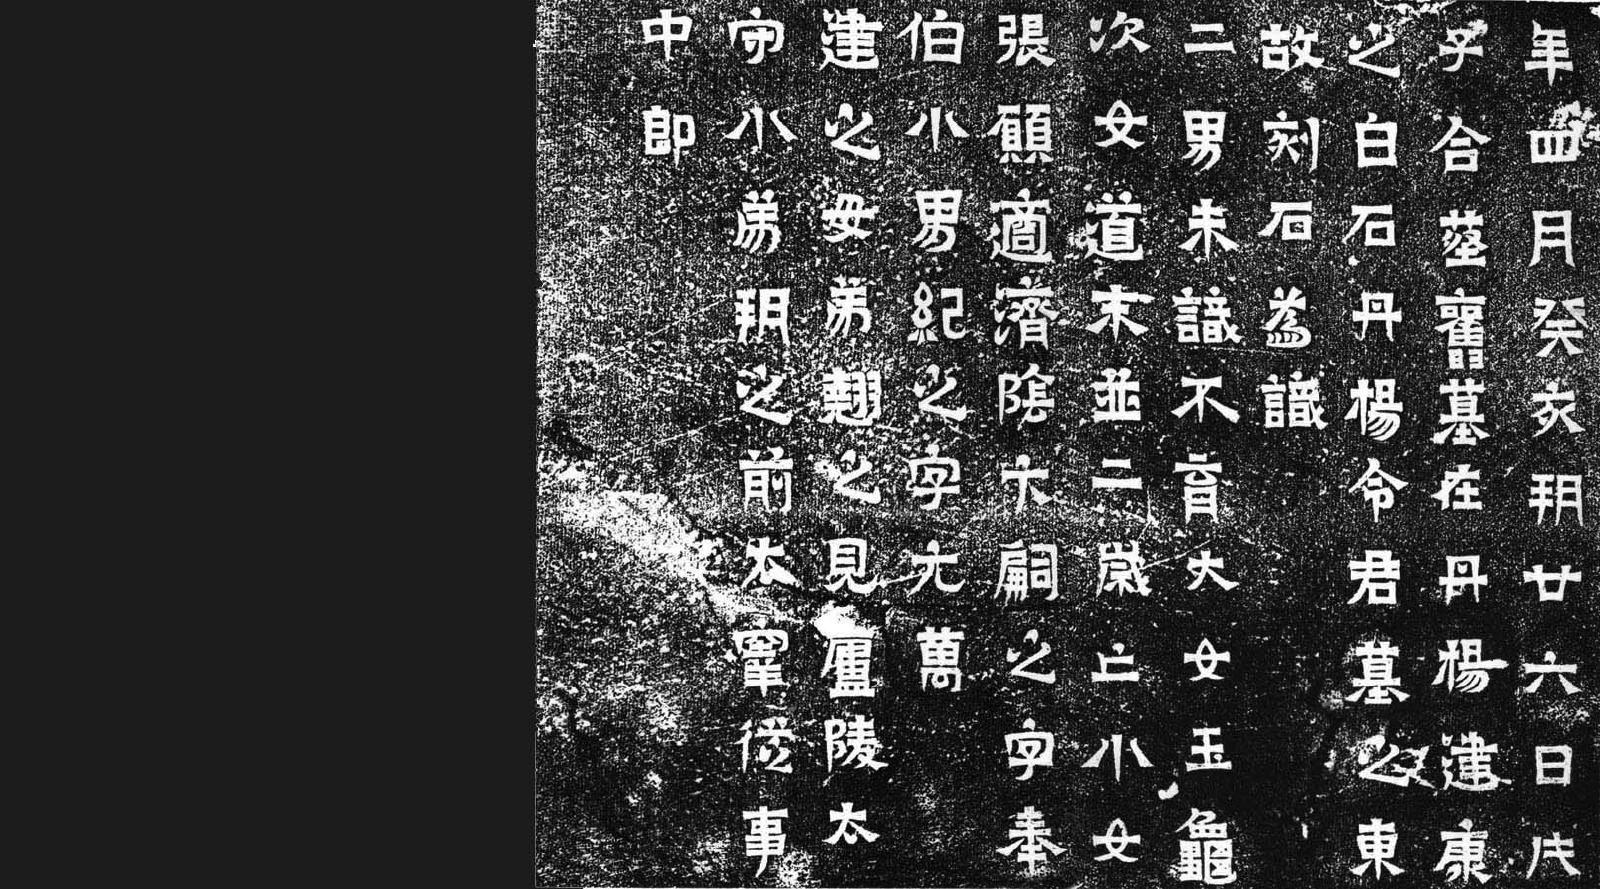 年四月癸亥朔廿六日戊
子合葬舊墓在丹楊建康
之白石丹楊令君墓之東
故刻石為識
二男未識不育大女玉龜
次女道末並二歲亡小女
張願適濟陰卞嗣之字奉
伯小男紀之字元萬
建之母弟翹之見廬陵太
守小弟朔之前太宰從事
中郎